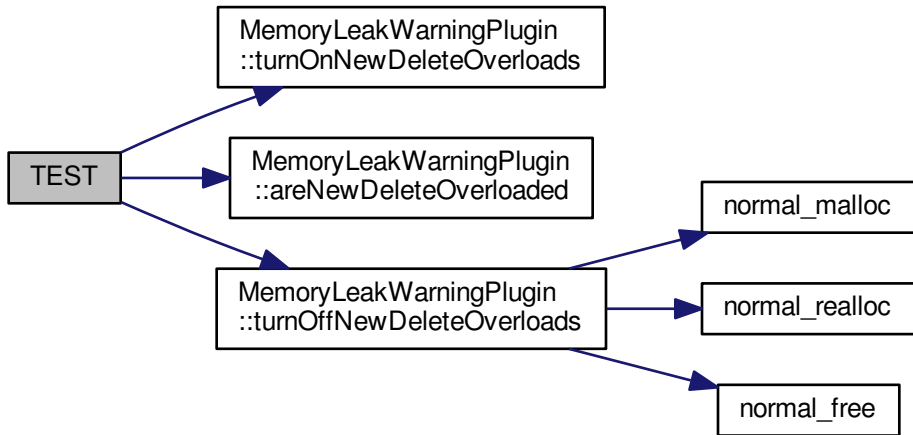 MemoryLeakWarningPlugin
::turnOnNewDeleteOverloads
TEST
MemoryLeakWarningPlugin
::areNewDeleteOverloaded
normal_malloc
MemoryLeakWarningPlugin
::turnOffNewDeleteOverloads
normal_realloc
normal_free